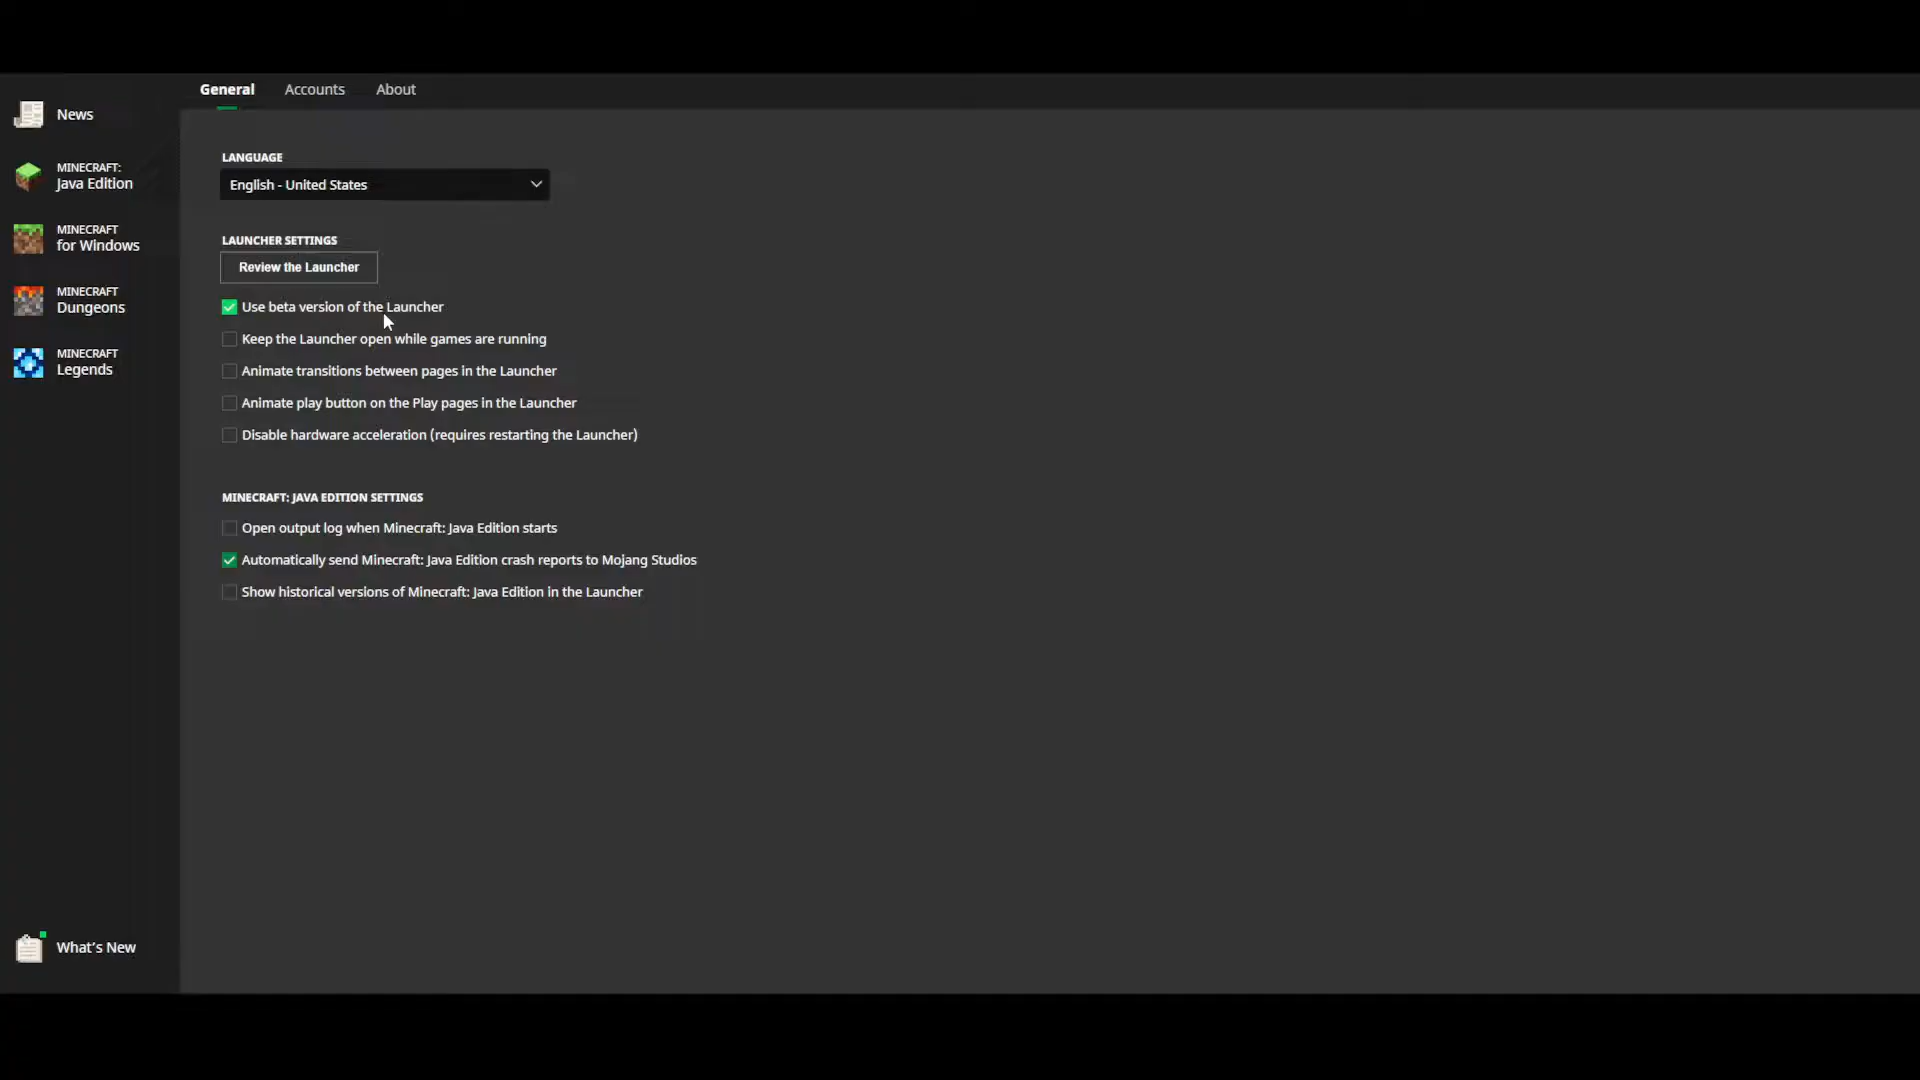 General
Accounts
About
News
MINECRAFT:
Java Edition
MINECRAFT
for Windows
MINECRAFT
Dungeons
MINECRAFT
Legends
What's New
LANGUAGE
English - United States
LAUNCHER SETTINGS
Review the Launcher
Use beta version of the Launcher
Keep the Launcher open while games are running
Animate transitions between pages in the Launcher
Animate play button on the Play pages in the Launcher
Disable hardware acceleration (requires restarting the Launcher)
MINECRAFT: JAVA EDITION SETTINGS
Open output log when Minecraft: Java Edition starts
Automatically send Minecraft: Java Edition crash reports to Mojang Studios
Show historical versions of Minecraft: Java Edition in the Launcher